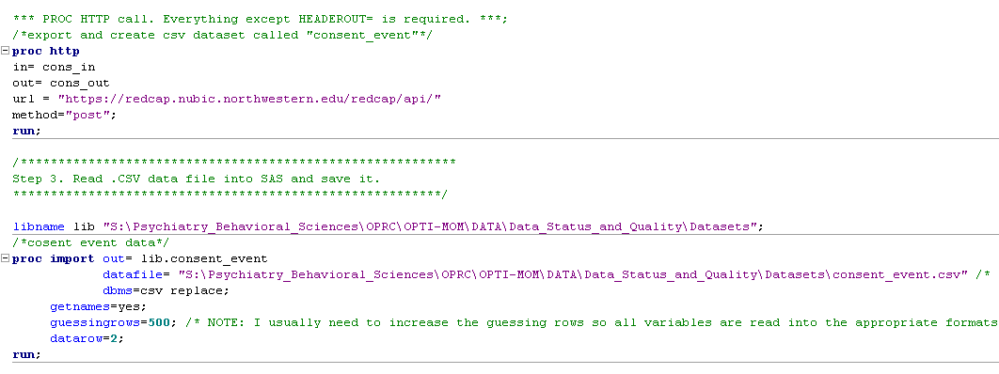 *** PROC HTTP call. Everything except HEADEROUT= is required. ***;
/*export and create csv dataset called "consent_event"*/
proc http
in= cons_in
out= cons_out
url = "https://redcap.nubic.northwestern.edu/redcap/api/"
method="post";
run;
/**********************************************************
Step 3. Read .CSV data file into SAS and save it.
*********************************************************/
libname lib "S:\Psychiatry_Behavioral_Sciences\OPRC\OPTI-MOM\DATA\Data_Status_and_Quality\Datasets";
/*cosent event data*/
proc import out= lib.consent_event
datafile= "S:\Psychiatry_Behavioral_Sciences\OPRC\OPTI-MOM\DATA\Data_Status_and_Quality\Datasets\consent_event.csv" /*
dbms=csv replace;
getnames=yes;
guessingrows=500; /* NOTE: I usually need to increase the guessing rows so all variables are read into the appropriate formats
datarow=2;
run;